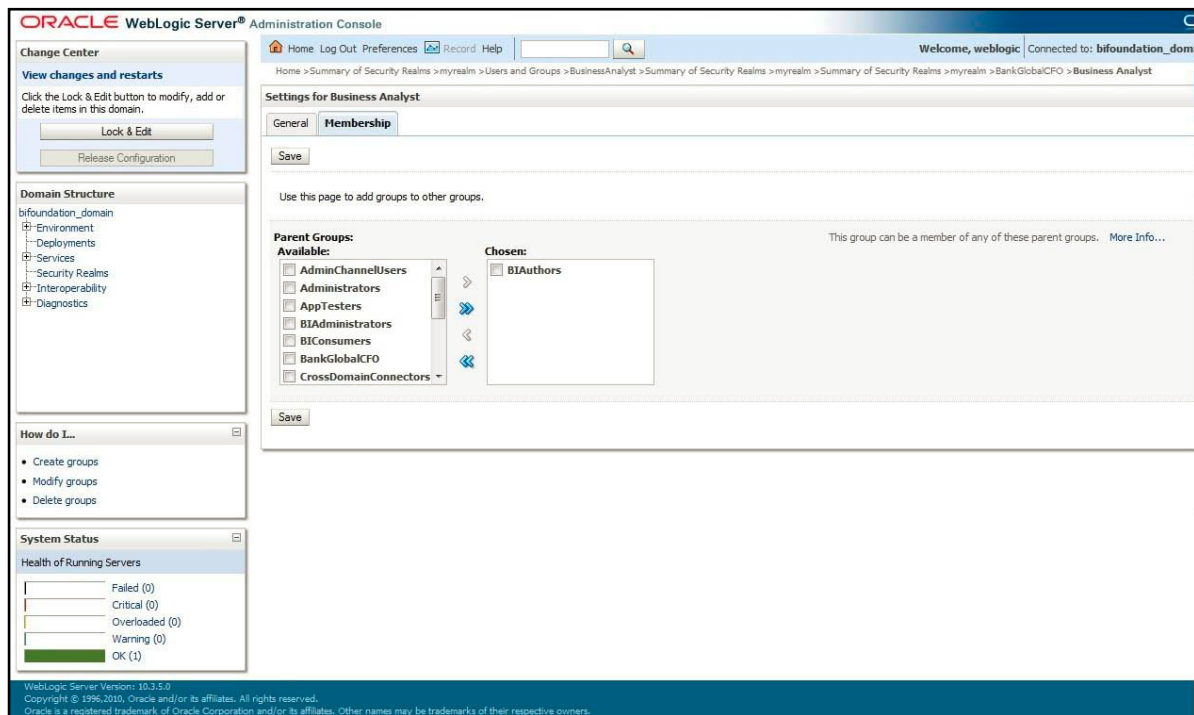 ORACLE WebLogic Server® Administration Console
Change Center
View changes and restarts
Click the Lock & Edit button to modify, add or
delete items in this domain.
Lock & Edit
Release Configuration
Domain Structure
bifoundation_domain
Environment
Deployments
Services
Security Realms
Interoperability
Diagnostics
How do I...
Create groups
Modify groups
Delete groups
System Status
Health of Running Servers
Failed (0)
Critical (0)
Overloaded (0)
Warning (0)
OK (1)
Home Log Out Preferences Record Help
Welcome, weblogic Connected to: bifoundation_dom
Home >Summary of Security Realms >myrealm >Users and Groups >BusinessAnalyst >Summary of Security Realms >myrealm >Summary of Security Realms >myrealm >BankGlobalCFO >Business Analyst
Settings for Business Analyst
General Membership
Save
Use this page to add groups to other groups.
Parent Groups:
This group can be a member of any of these parent groups. More Info...
Available:
AdminChannelUsers
Administrators
AppTesters
BIAdministrators
BIConsumers
BankGlobalCFO
CrossDomainConnectors
Chosen:
BIAuthors
Save
WebLogic Server Version: 10.3.5.0
Copyright © 1996,2010, Oracle and/or its affiliates. All rights reserved.
Oracle is a registered trademark of Oracle Corporation and/or its affiliates. Other names may be trademarks of their respective owners.